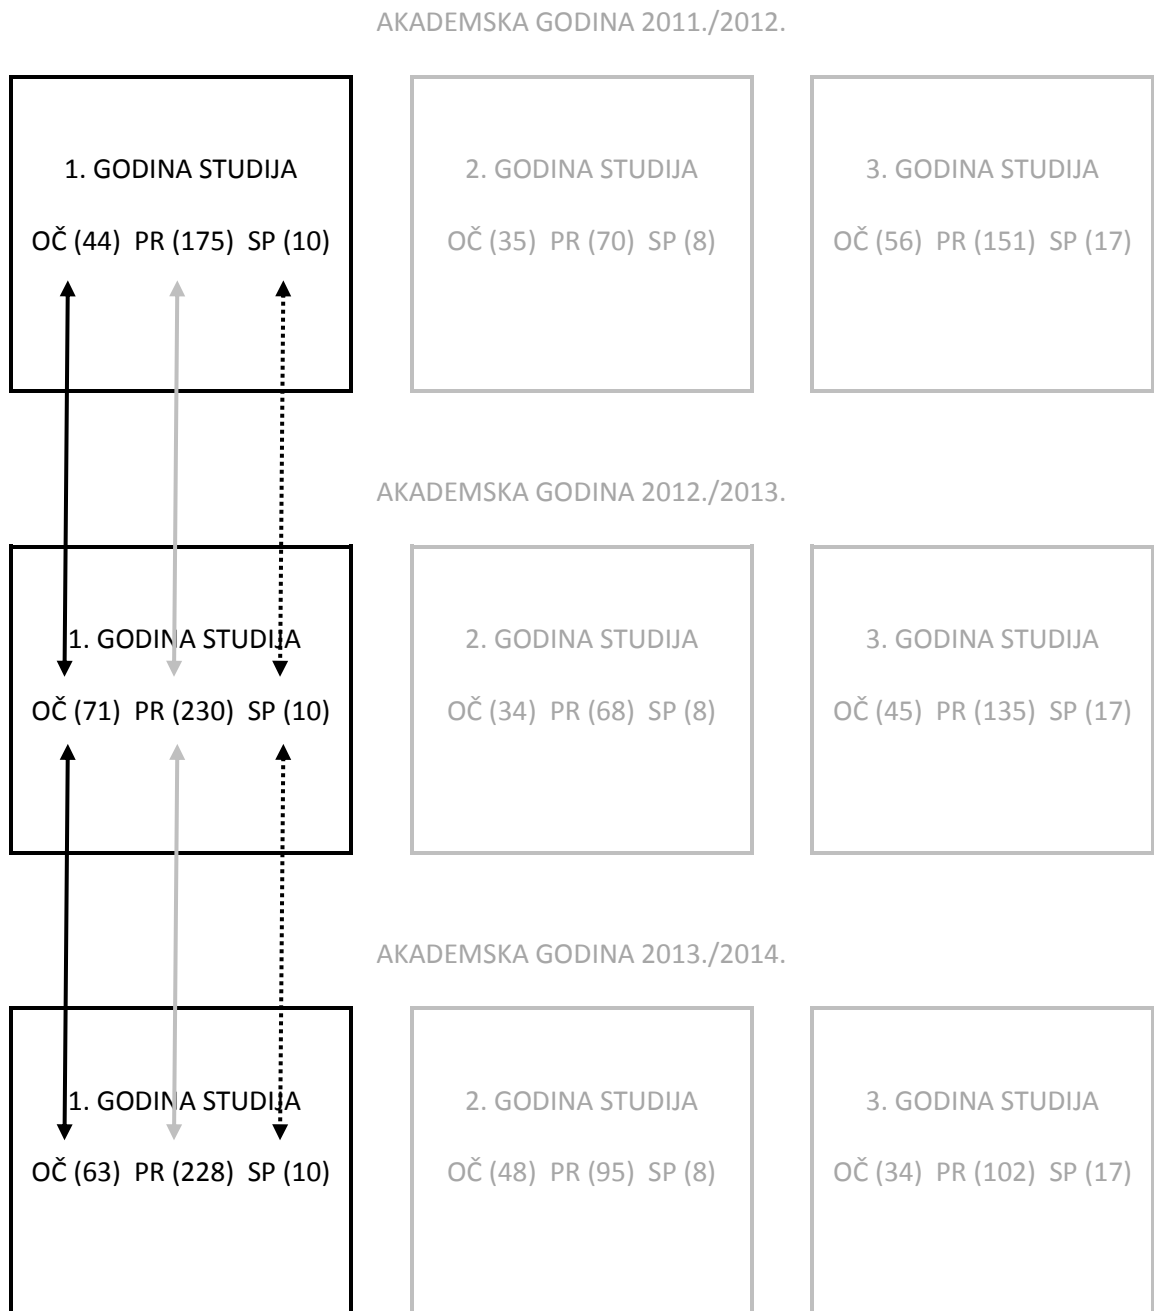 AKADEMSKA GODINA 2011./2012.
1. GODINA STUDIJA
OČ (44) PR (175) SP (10)
2. GODINA STUDIJA
OČ (35) PR (70) SP (8)
3. GODINA STUDIJA
OČ (56) PR (151) SP (17)
AKADEMSKA GODINA 2012./2013.
1. GODINA STUDIJA
OČ (71) PR (230) SP (10)
2. GODINA STUDIJA
OČ (34) PR (68) SP (8)
3. GODINA STUDIJA
OČ (45) PR (135) SP (17)
AKADEMSKA GODINA 2013./2014.
1. GODINA STUDIJA
OČ (63) PR (228) SP (10)
2. GODINA STUDIJA
OČ (48) PR (95) SP (8)
3. GODINA STUDIJA
OČ (34) PR (102) SP (17)